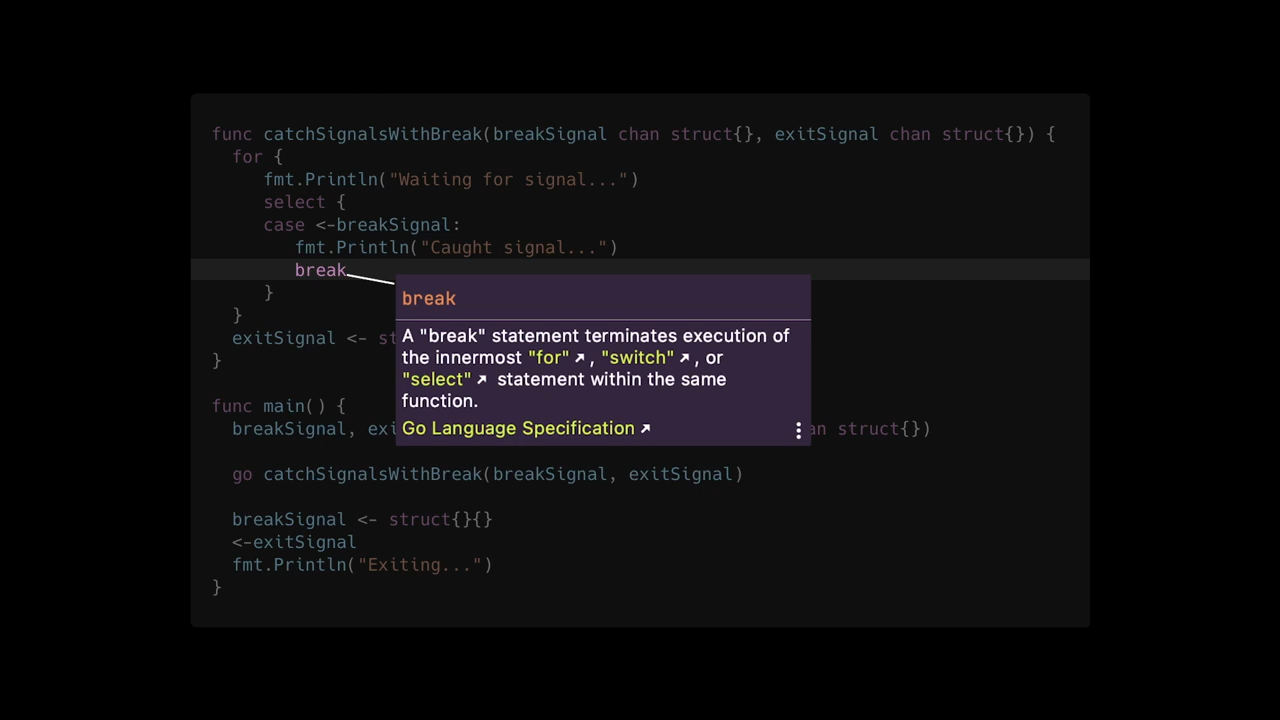 func catchSignalsWithBreak(breakSignal chan struct{}, exitSignal chan struct{}) {
for {
fmt.Println("Waiting for signal...")
select {
case <-breakSignal:
fmt.Println("Caught signal...")
break
}
}
exitSignal <- st
}
break
A "break" statement terminates execution of
the innermost "for" ↗, "switch" ↗, or
"select" ↗ statement within the same
function.
Go Language Specification ↗
func main() {
breakSignal, exi an struct{})
go catchSignalsWithBreak(breakSignal, exitSignal)
breakSignal <- struct{}{}
<-exitSignal
fmt.Println("Exiting...")
}